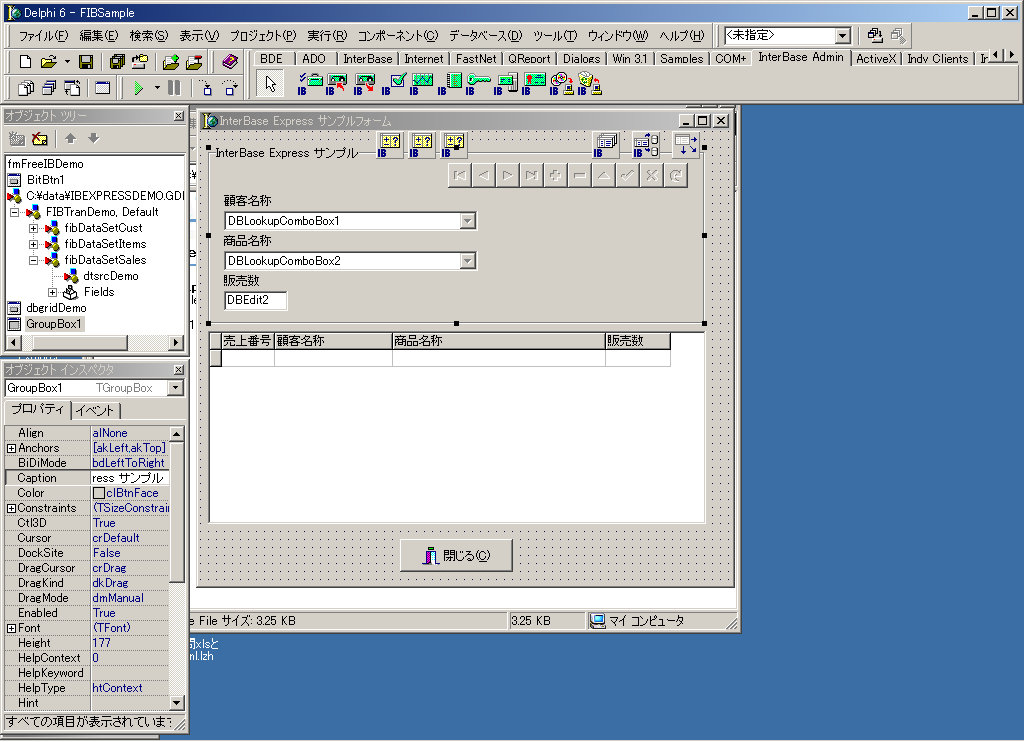 Delphi 6 - FIBSample
ファイル(F) 編集(E) 検索(S) 表示(V) プロジェクト(P) 実行(R) コンポーネント(C) データベース(D) ツール(T) ウィンドウ(W) ヘルプ(H) <未指定>
BDE ADO InterBase Internet FastNet QReport Dialogs Win 3.1 Samples COM+ InterBase Admin ActiveX Indy Clients
オブジェクト ツリー
fmFreeIBDemo
BitBtn1
C:¥data¥IBEXPRESSDEMO.GDB
FIBTranDemo, Default
fibDataSetCust
fibDataSetItems
fibDataSetSales
dtsrcDemo
Fields
dbgridDemo
GroupBox1
InterBase Express サンプルフォーム
InterBase Express サンプル
顧客名称
DBLookupComboBox1
商品名称
DBLookupComboBox2
販売数
DBEdit2
売上番号 顧客名称 商品名称 販売数
閉じる(C)
オブジェクト インスペクタ
GroupBox1 TGroupBox
プロパティ イベント
Align alNone
Anchors [akLeft,akTop]
BiDiMode bdLeftToRight
Caption ress サンプル
Color clBtnFace
Constraints (TSizeConstrai
Ctl3D True
Cursor crDefault
DockSite False
DragCursor crDrag
DragKind dkDrag
DragMode dmManual
Enabled True
Font (TFont)
Height 177
HelpContext 0
HelpKeyword
HelpType htContext
Hint
すべての項目が表示されています
e File サイズ: 3.25 KB 3.25 KB マイ コンピュータ
xlsと
ml.lzh